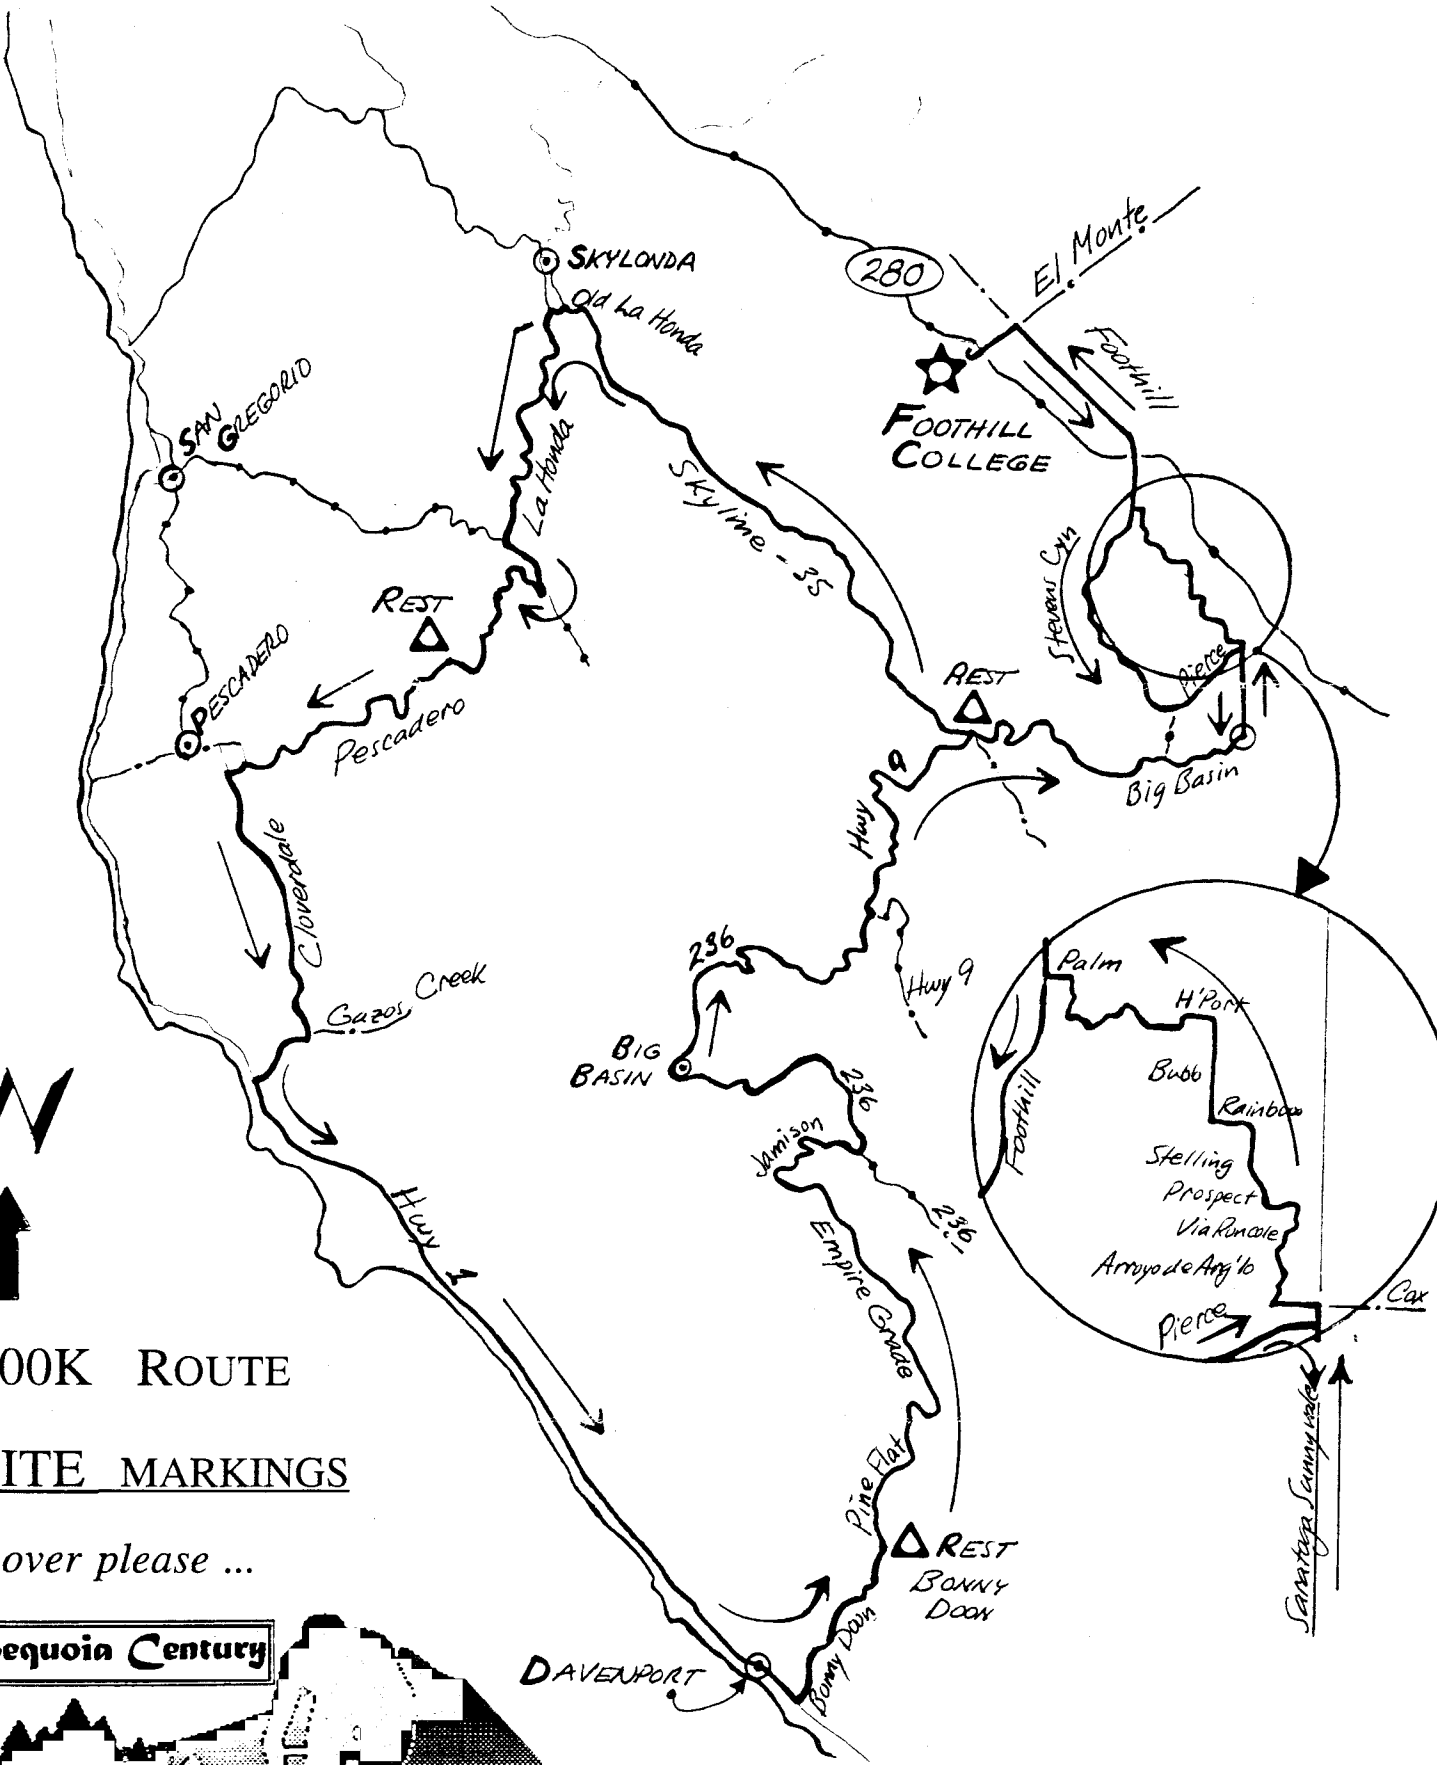 SKYLONDA
Old La Honda
280
El Monte
Foothill
FOOTHILL
COLLEGE
SAN
GREGORIO
La Honda
Skyline - 35
Stevens Cyn
REST
PESCADERO
Pescadero
REST
Pierce
Big Basin
Hwy 9
Cloverdale
Gazos Creek
236
Hwy 9
BIG
BASIN
236
Jamison
236
Empire Grade
Palm
H'Port
Bubb
Rainbow
Foothill
Stelling
Prospect
Via Roncole
Arroyo de Arg'lo
Cox
Pierce
Saratoga Sunnyvale
Hwy 1
W
00K ROUTE
ITE MARKINGS
over please ...
equoia Century
Pine Flat
REST
BONNY
DOON
Bonny Doon
DAVENPORT